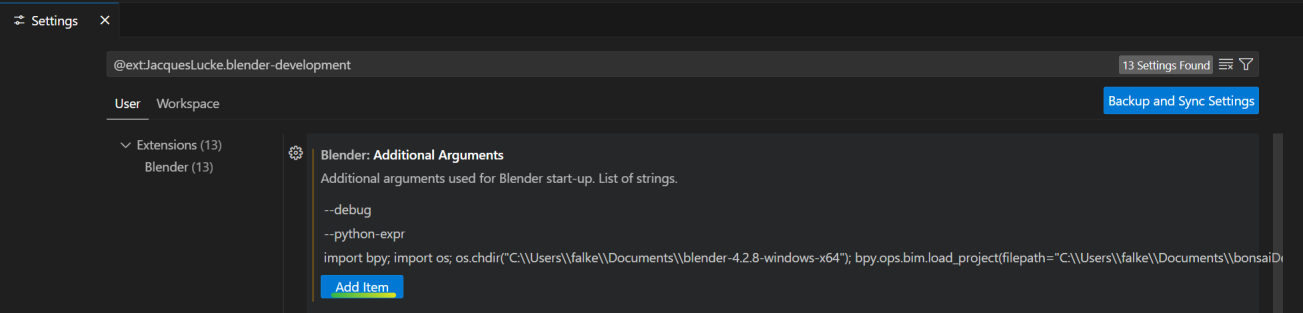 Settings
@ext:JacquesLucke.blender-development
13 Settings Found
User Workspace
Backup and Sync Settings
Extensions (13)
Blender (13)
Blender: Additional Arguments
Additional arguments used for Blender start-up. List of strings.
--debug
--python-expr
import bpy; import os; os.chdir("C:\\Users\\falke\\Documents\\blender-4.2.8-windows-x64"); bpy.ops.bim.load_project(filepath="C:\\Users\\falke\\Documents\\bonsaiDe
Add Item